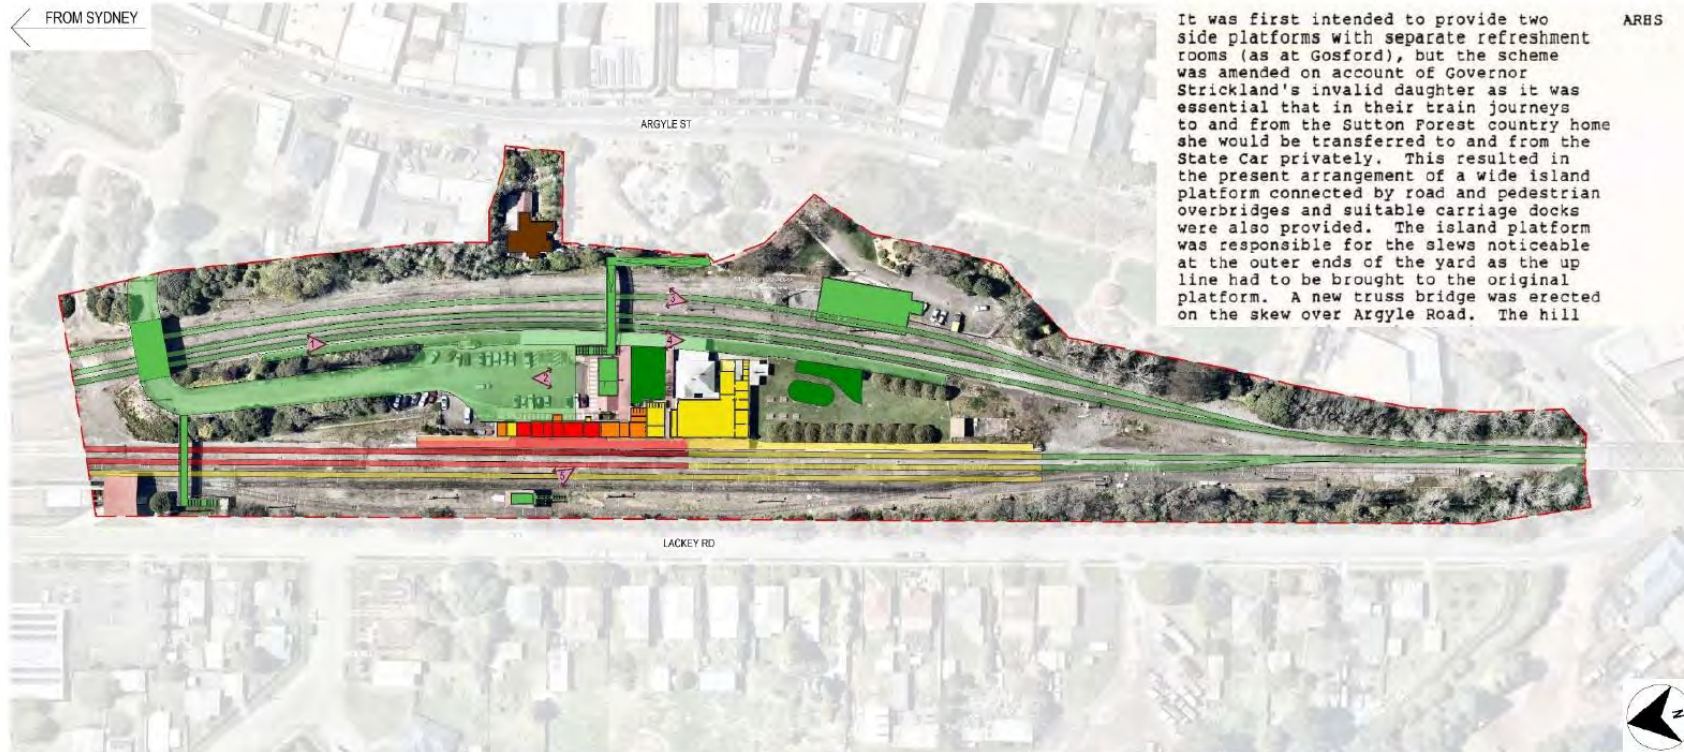 FROM SYDNEY
It was first intended to provide two
side platforms with separate refreshment
rooms (as at Gosford), but the scheme
was amended on account of Governor
Strickland's invalid daughter as it was
essential that in their train journeys
to and from the Sutton Forest country home
she would be transferred to and from the
State Car privately. This resulted in
the present arrangement of a wide island
platform connected by road and pedestrian
overbridges and suitable carriage docks
were also provided. The island platform
was responsible for the slews noticeable
at the outer ends of the yard as the up
line had to be brought to the original
platform. A new truss bridge was erected
on the skew over Argyle Road. The hill
ARHS
ARGYLE ST
3
1
4
2
5
LACKEY RD
N